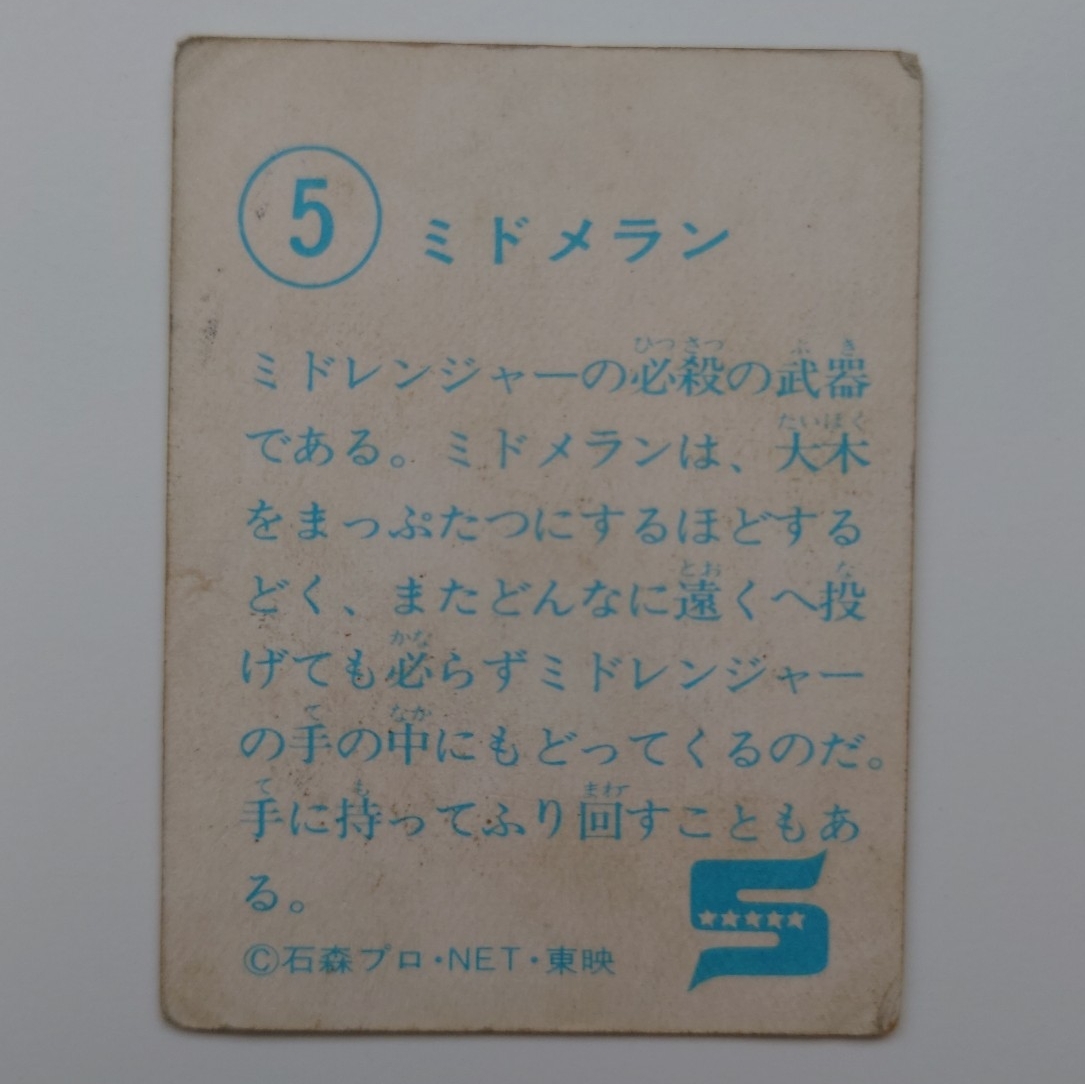 5 ミドメラン
ミドレンジャーの必殺の武器
である。ミドメランは、大木
をまっぷたつにするほどする
どく、またどんなに遠くへ投
げても必らずミドレンジャー
の手の中にもどってくるのだ。
手に持ってふり回すこともあ
る。
©石森プロ・NET・東映